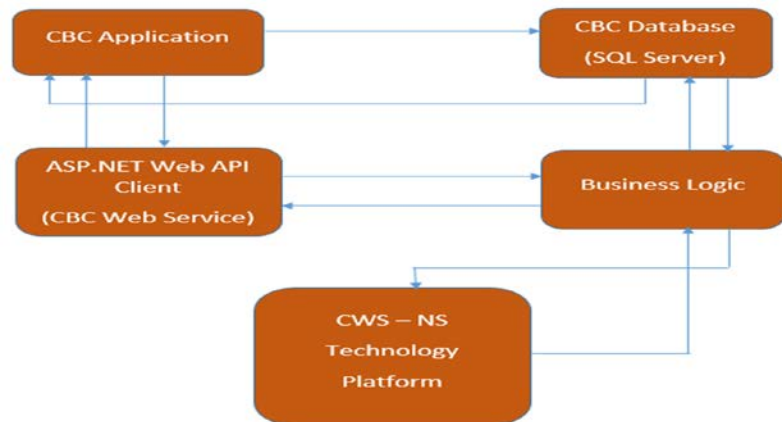 CBC Application
CBC Database
(SQL Server)
ASP.NET Web API
Client
(CBC Web Service)
Business Logic
CWS – NS
Technology
Platform